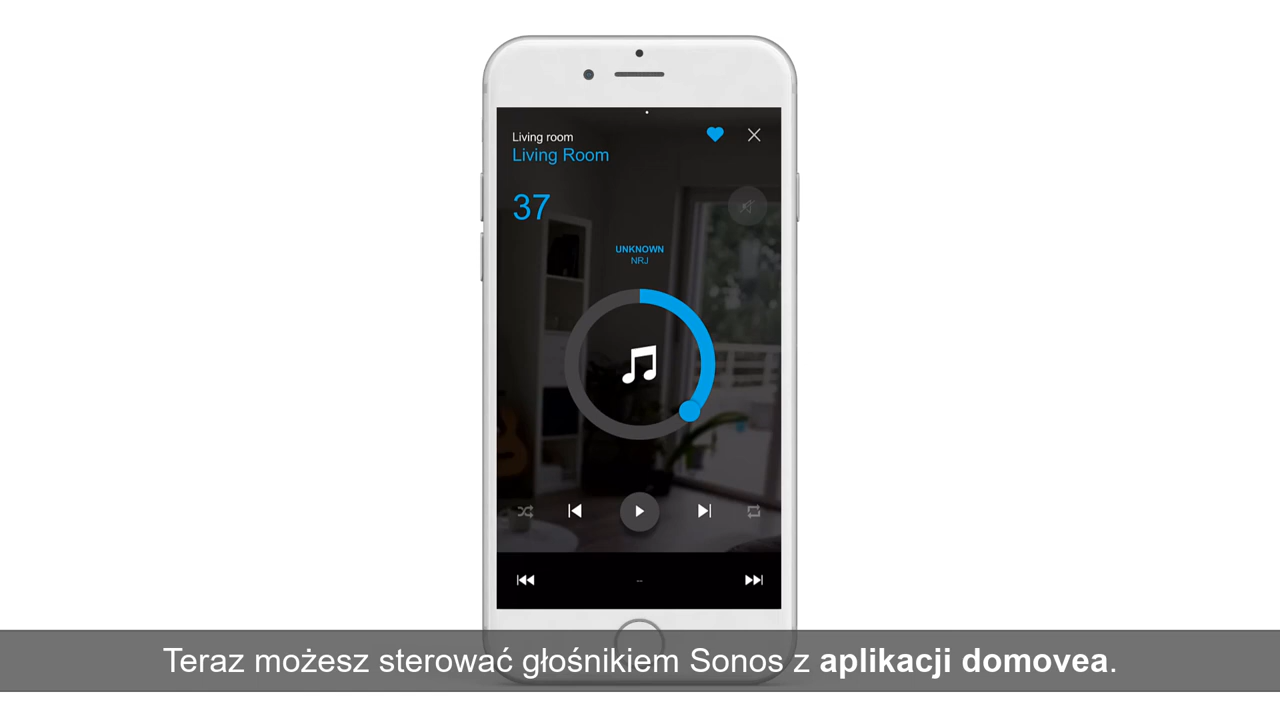 Living room
Living Room
37
UNKNOWN
NRJ
--
Teraz możesz sterować głośnikiem Sonos z aplikacji domovea.